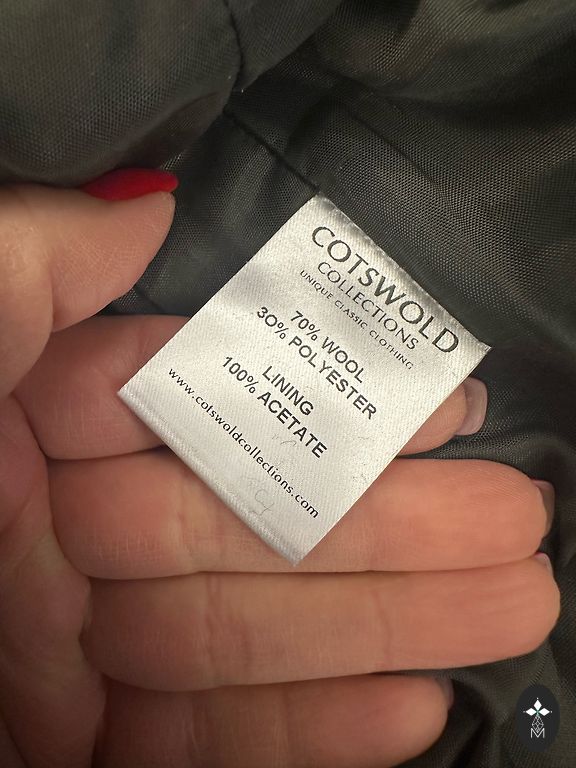 COTSWOLD
COLLECTIONS
UNIQUE CLASSIC CLOTHING
70% WOOL
30% POLYESTER
LINING
100% ACETATE
www.cotswoldcollections.com
M